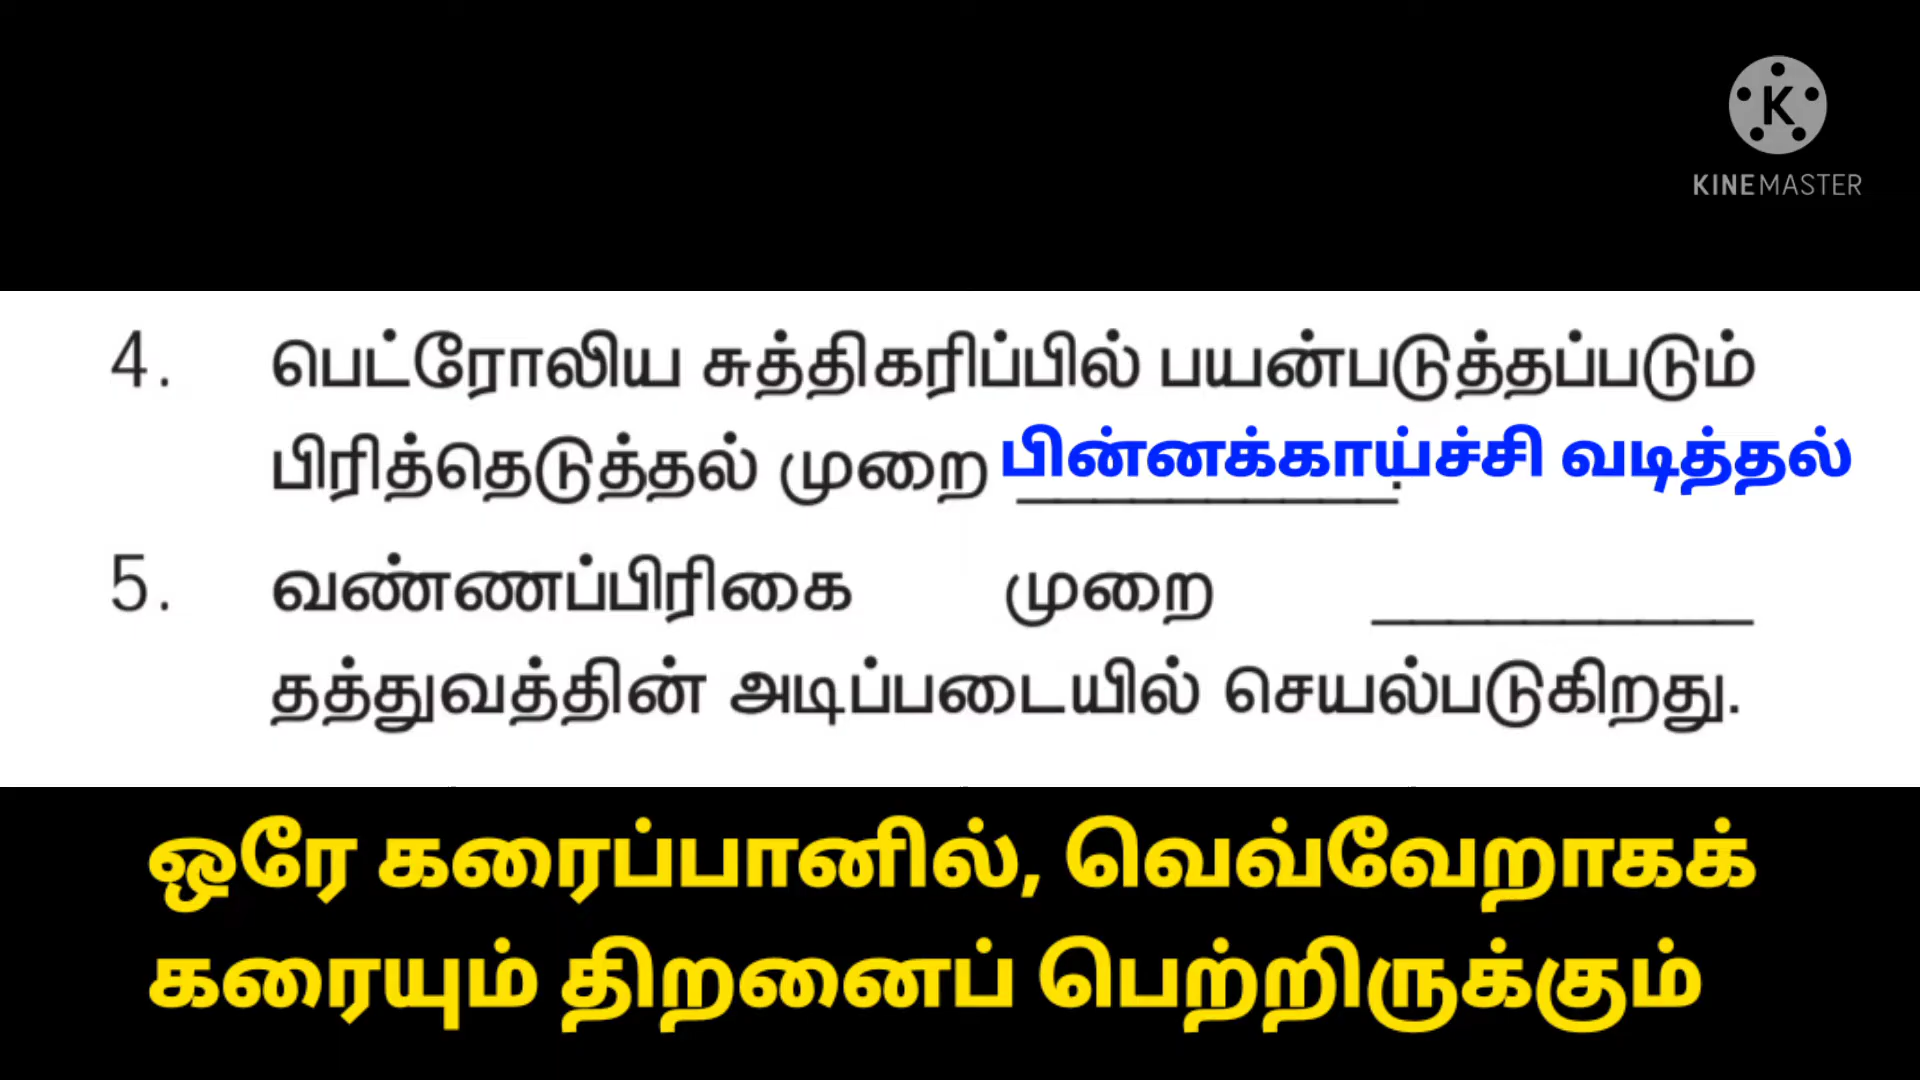 K
KINEMASTER
4. பெட்ரோலிய சுத்திகரிப்பில் பயன்படுத்தப்படும்
பிரித்தெடுத்தல் முறை பின்னக்காய்ச்சி வடித்தல் __________.
5. வண்ணப்பிரிகை முறை __________
தத்துவத்தின் அடிப்படையில் செயல்படுகிறது.
ஒரே கரைப்பானில், வெவ்வேறாகக்
கரையும் திறனைப் பெற்றிருக்கும்